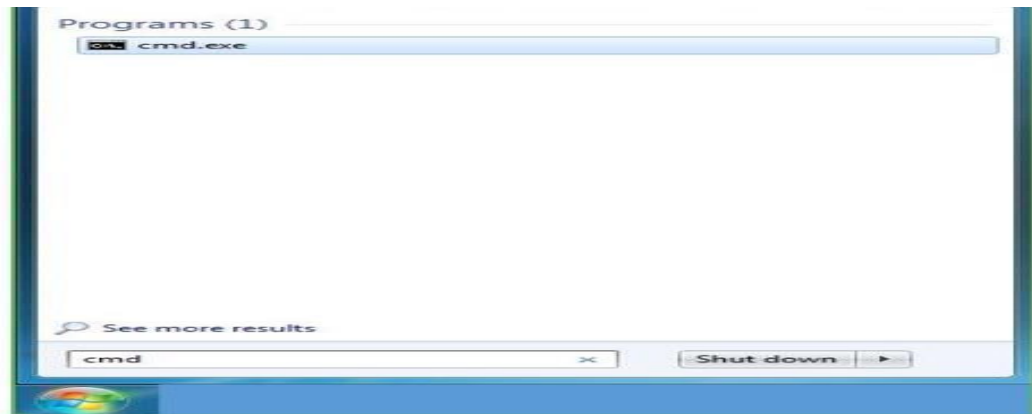 Programs (1)
cmd.exe
See more results
cmd
Shut down